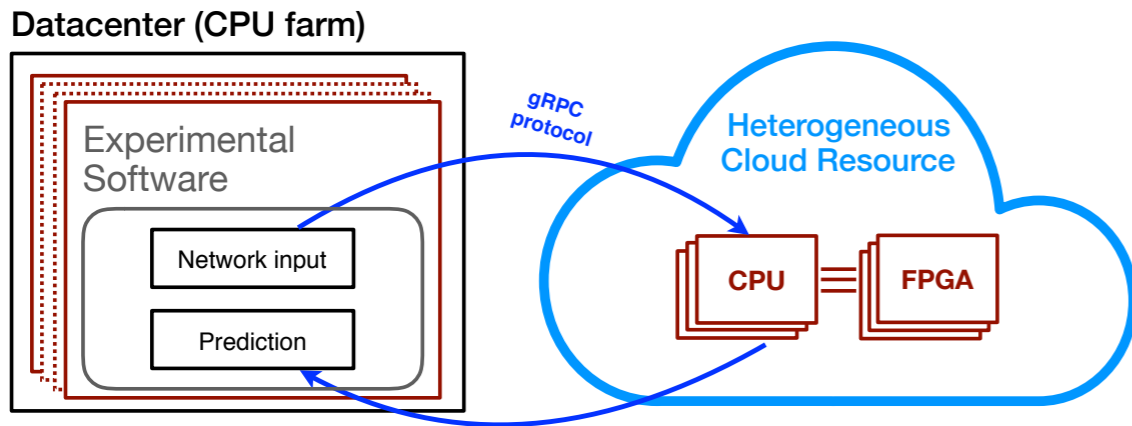 Datacenter (CPU farm)
Experimental
Software
Network input
Prediction
gRPC
protocol
Heterogeneous
Cloud Resource
CPU
FPGA